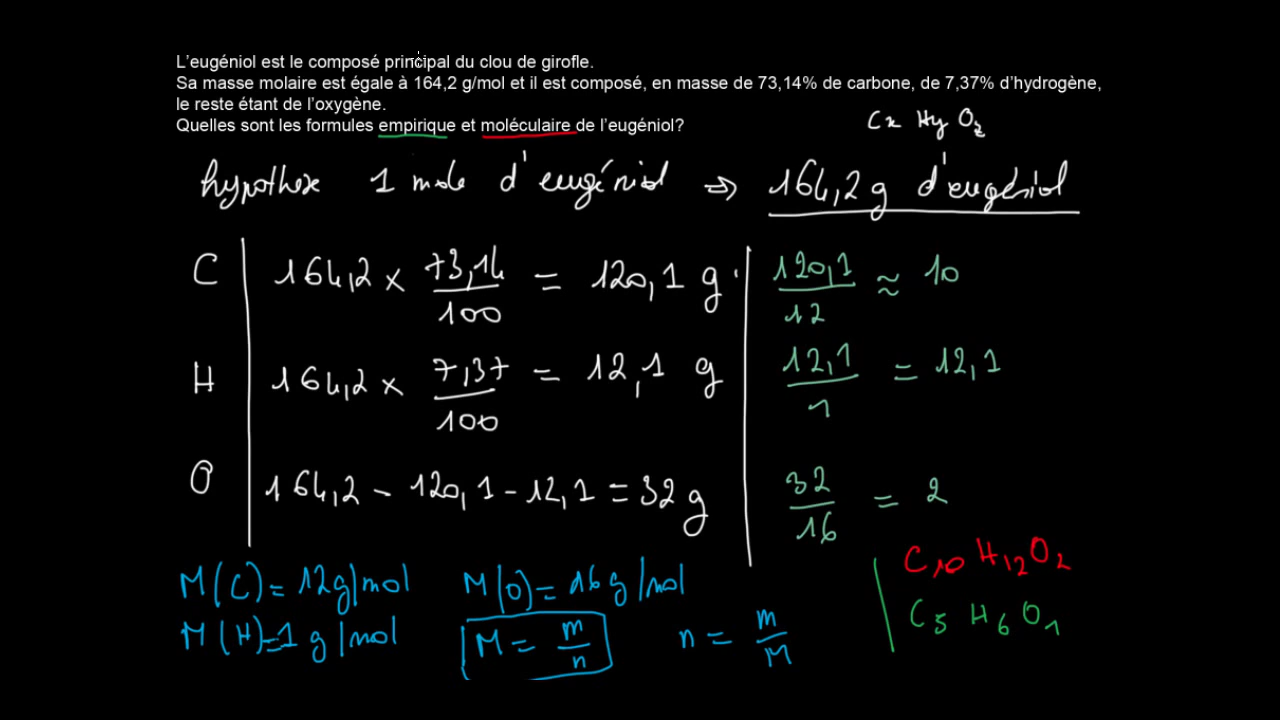 L'eugéniol est le composé principal du clou de girofle.
Sa masse molaire est égale à 164,2 g/mol et il est composé, en masse de 73,14% de carbone, de 7,37% d'hydrogène,
le reste étant de l'oxygène.
Quelles sont les formules empirique et moléculaire de l'eugéniol?
Cx Hy Oz
hypothèse 1 mole d'eugéniol => 164,2 g d'eugéniol
C 164,2 x 73,14/100 = 120,1 g 120,1/12 ≈ 10
H 164,2 x 7,37/100 = 12,1 g 12,1/1 = 12,1
O 164,2 - 120,1 - 12,1 = 32 g 32/16 = 2
C10 H12 O2
M(C) = 12g/mol M(O) = 16g/mol
C5 H6 O1
M(H)=1 g/mol M = m/n n = m/M